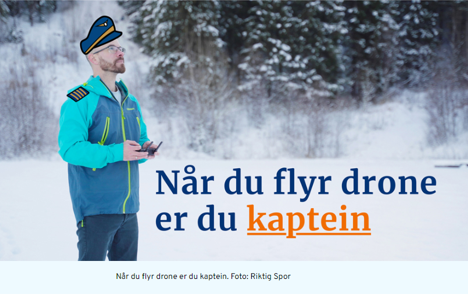 Når du flyr drone
er du kaptein
Når du flyr drone er du kaptein. Foto: Riktig Spor